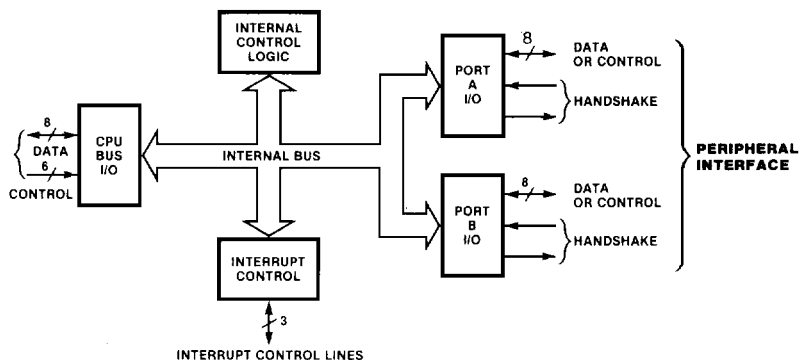 INTERNAL
CONTROL
LOGIC
8
DATA
6
CONTROL
CPU
BUS
I/O
INTERNAL BUS
INTERRUPT
CONTROL
3
INTERRUPT CONTROL LINES
PORT
A
I/O
8
DATA
OR CONTROL
HANDSHAKE
PORT
B
I/O
8
DATA
OR CONTROL
HANDSHAKE
PERIPHERAL
INTERFACE